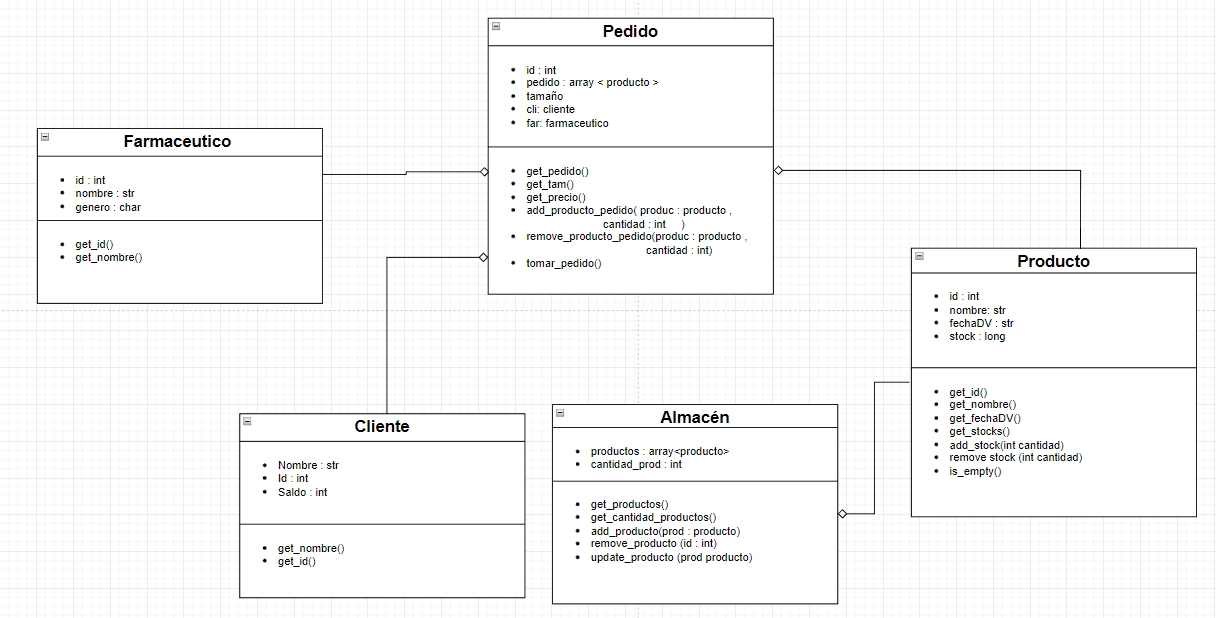 Pedido
id : int
pedido : array < producto >
tamaño
cli: cliente
far: farmaceutico
get_pedido()
get_tam()
get_precio()
add_producto_pedido( produc : producto ,
cantidad : int )
remove_producto_pedido(produc : producto ,
cantidad : int)
tomar_pedido()
Farmaceutico
id : int
nombre : str
genero : char
get_id()
get_nombre()
Producto
id : int
nombre: str
fechaDV : str
stock : long
get_id()
get_nombre()
get_fechaDV()
get_stocks()
add_stock(int cantidad)
remove stock (int cantidad)
is_empty()
Cliente
Nombre : str
Id : int
Saldo : int
get_nombre()
get_id()
Almacén
productos : array<producto>
cantidad_prod : int
get_productos()
get_cantidad_productos()
add_producto(prod : producto)
remove_producto (id : int)
update_producto (prod producto)